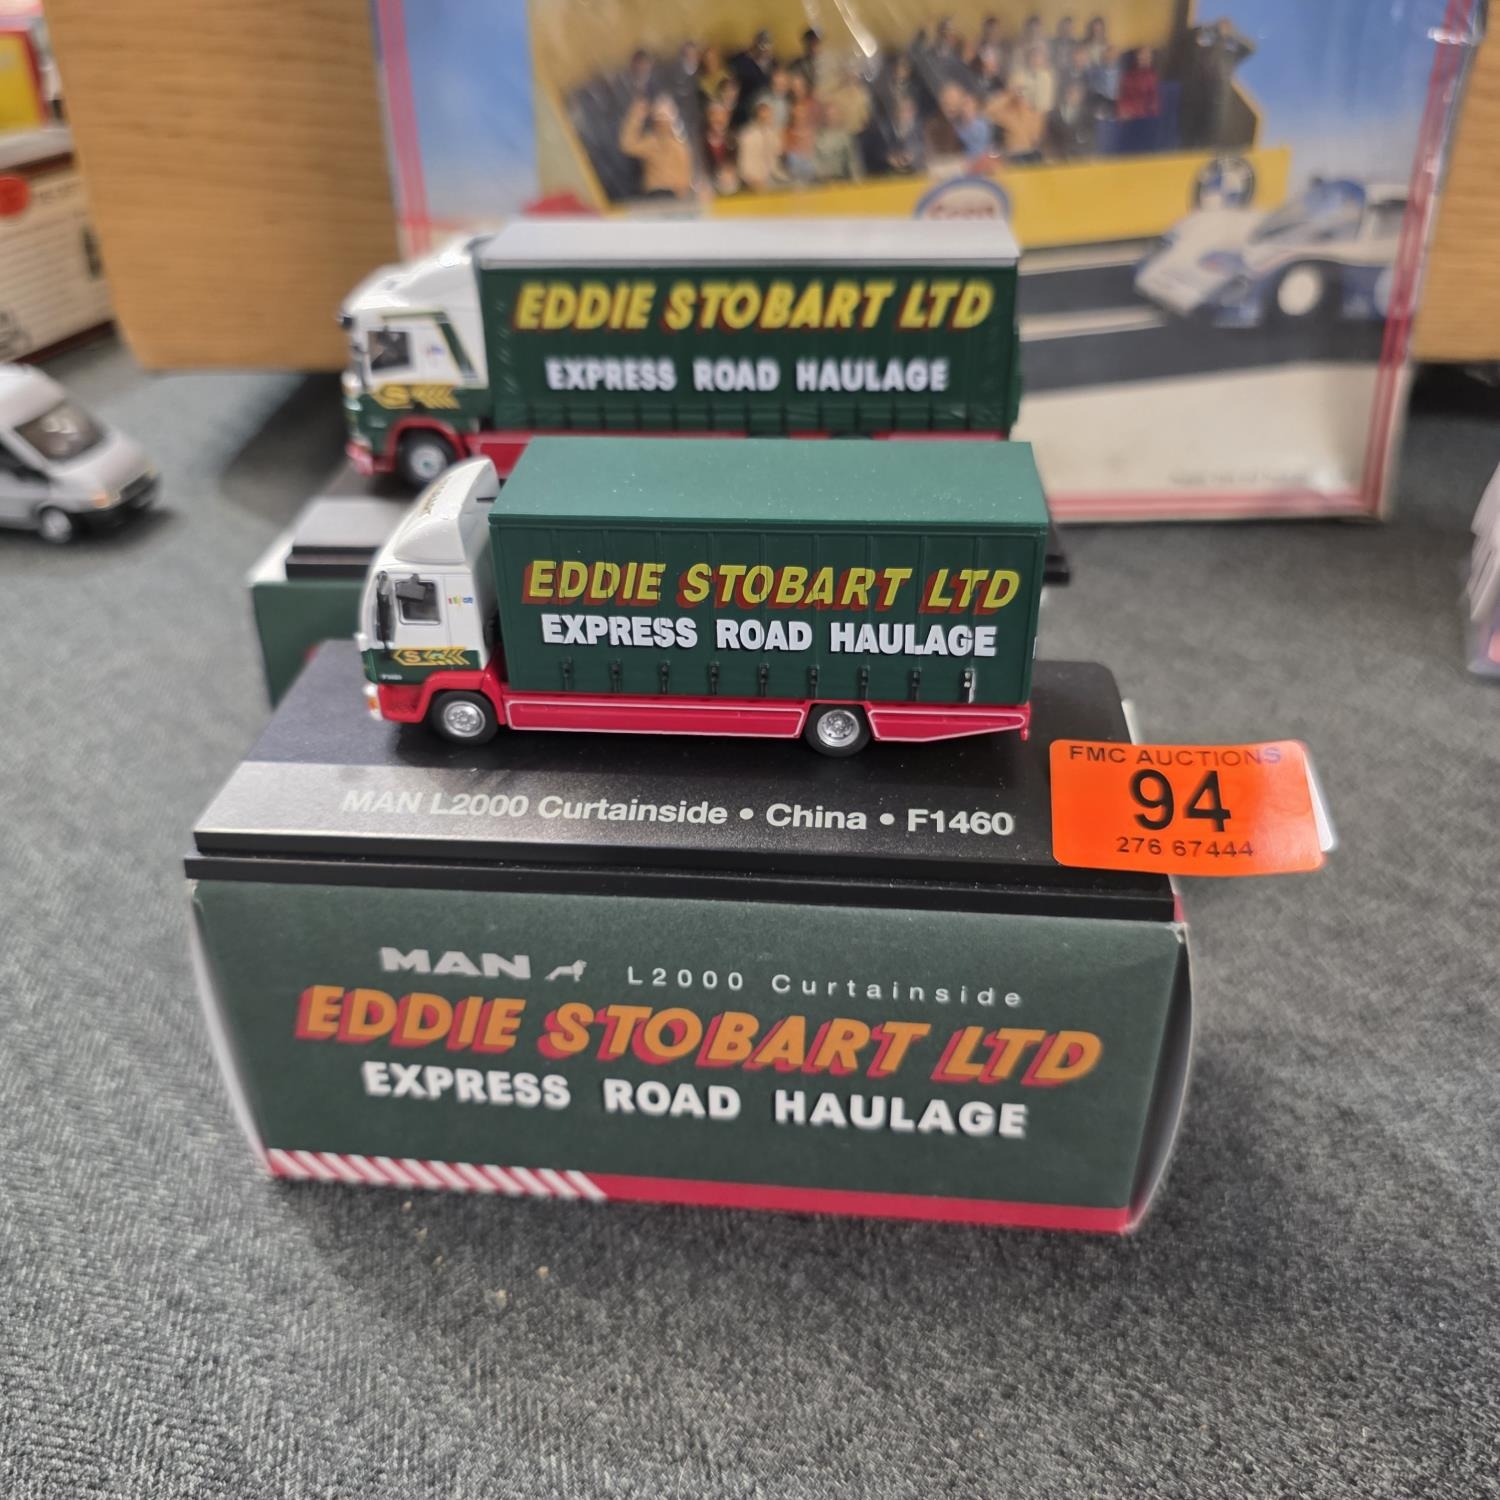 EDDIE STOBART LTD
EXPRESS ROAD HAULAGE
S
EDDIE STOBART LTD
EXPRESS ROAD HAULAGE
S
MAN L2000 Curtainside • China • F1460
FMC AUCTIONS
94
276 67444
MAN L2000 Curtainside
EDDIE STOBART LTD
EXPRESS ROAD HAULAGE